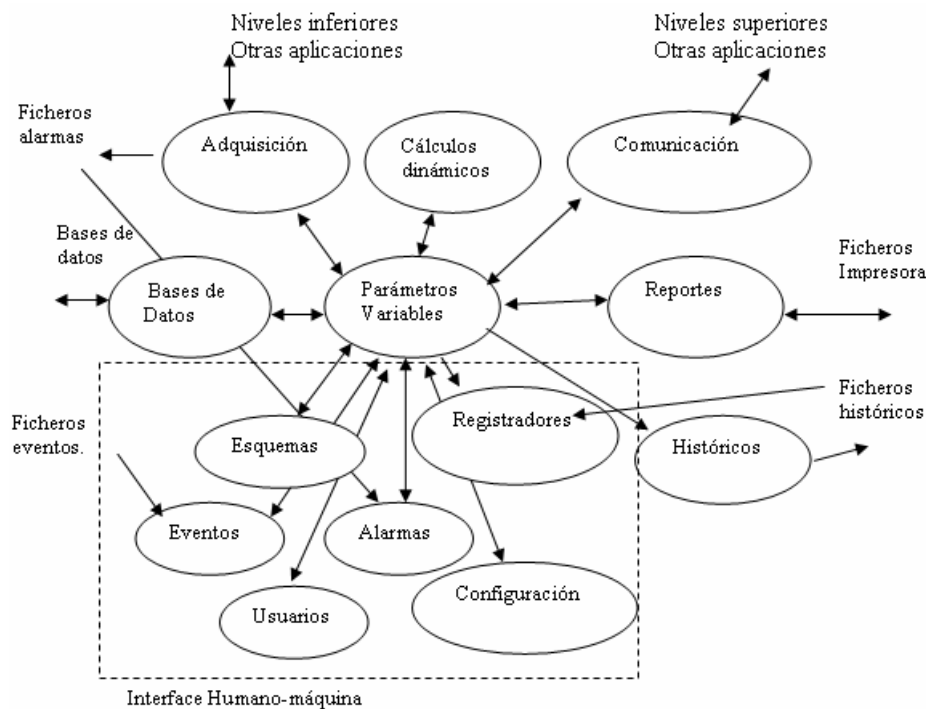 Niveles inferiores
Otras aplicaciones
Niveles superiores
Otras aplicaciones
Ficheros
alarmas
Adquisición
Cálculos
dinámicos
Comunicación
Bases de
datos
Bases de
Datos
Parámetros
Variables
Reportes
Ficheros
Impresora
Ficheros
eventos.
Esquemas
Registradores
Ficheros
históricos
Históricos
Eventos
Alarmas
Usuarios
Configuración
Interface Humano-máquina